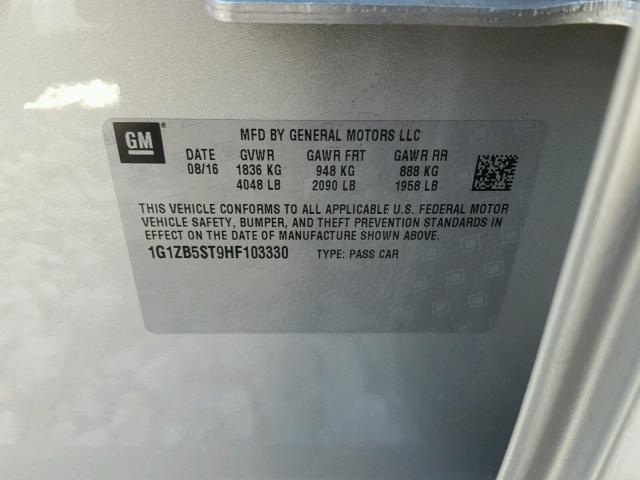 GM® MFD BY GENERAL MOTORS LLC
DATE GVWR GAWR FRT GAWR RR
08/16 1836 KG 948 KG 888 KG
4048 LB 2090 LB 1958 LB
THIS VEHICLE CONFORMS TO ALL APPLICABLE U.S. FEDERAL MOTOR
VEHICLE SAFETY, BUMPER, AND THEFT PREVENTION STANDARDS IN
EFFECT ON THE DATE OF MANUFACTURE SHOWN ABOVE.
1G1ZB5ST9HF103330 TYPE: PASS CAR